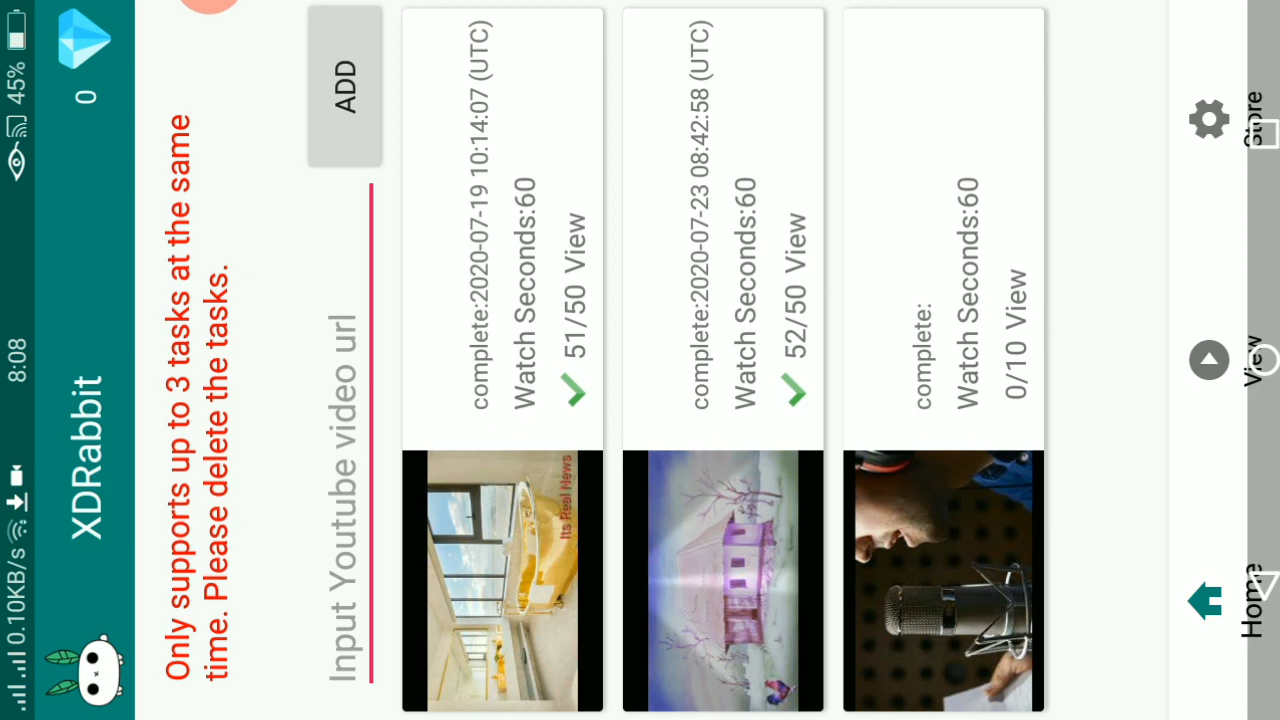 0.10KB/s 8:08 45%
XDRabbit 0
Only supports up to 3 tasks at the same
time. Please delete the tasks.
Input Youtube video url ADD
complete:2020-07-19 10:14:07 (UTC)
Watch Seconds:60
51/50 View
Its Reel News
complete:2020-07-23 08:42:58 (UTC)
Watch Seconds:60
52/50 View
complete:
Watch Seconds:60
0/10 View
Home View Store